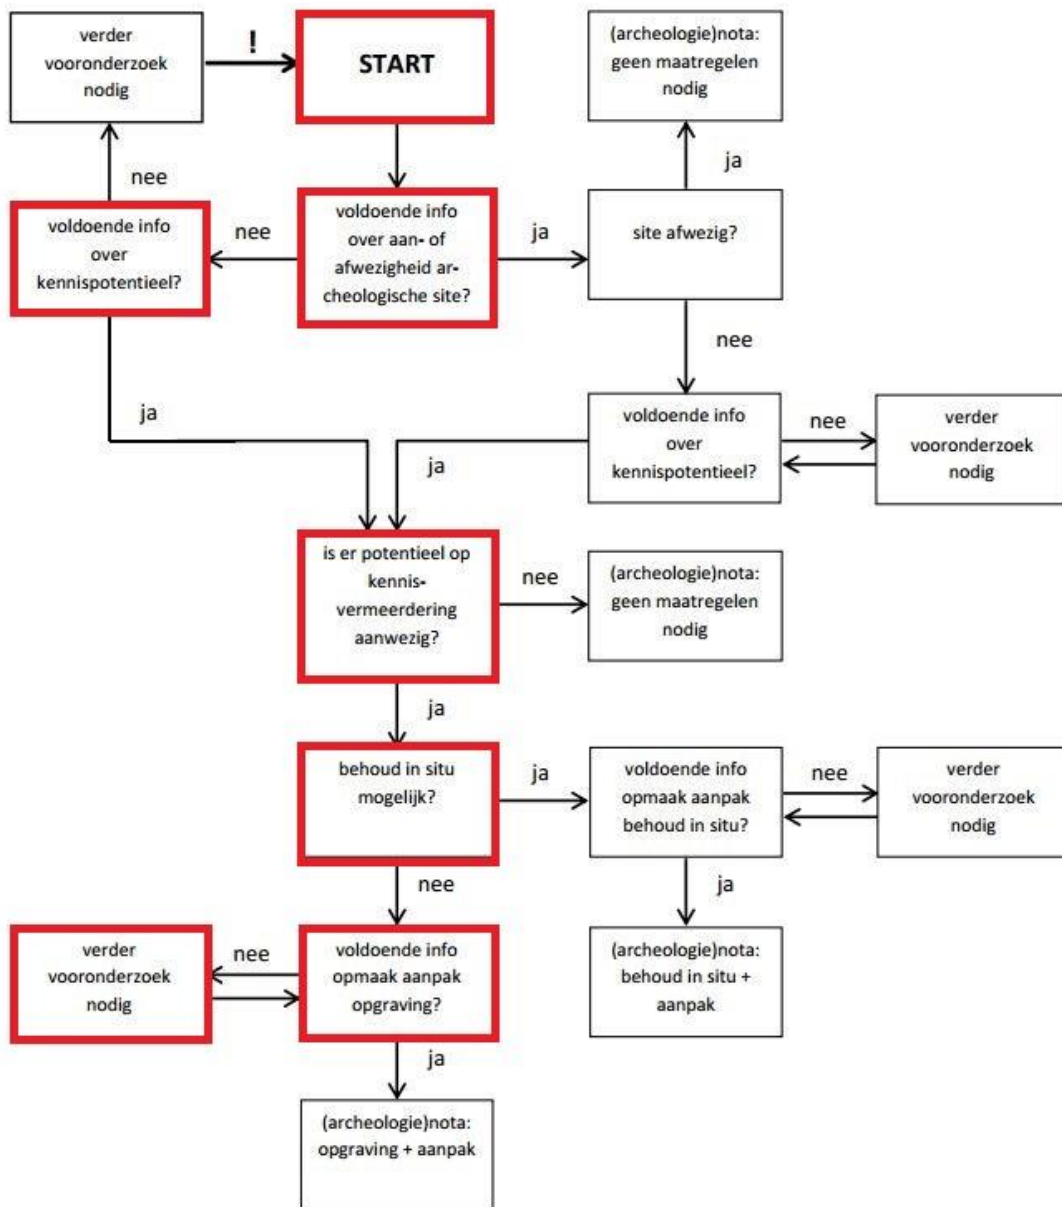 verder
vooronderzoek
nodig
!
START
(archeologie)nota:
geen maatregelen
nodig
nee
ja
voldoende info
over
kennispotentieel?
nee
voldoende info
over aan- of
afwezigheid ar-
cheologische site?
ja
site afwezig?
nee
ja
voldoende info
over
kennispotentieel?
nee
verder
vooronderzoek
nodig
ja
is er potentieel op
kennis-
vermeerdering
aanwezig?
nee
(archeologie)nota:
geen maatregelen
nodig
ja
behoud in situ
mogelijk?
ja
voldoende info
opmaak aanpak
behoud in situ?
nee
verder
vooronderzoek
nodig
nee
ja
verder
vooronderzoek
nodig
nee
voldoende info
opmaak aanpak
opgraving?
(archeologie)nota:
behoud in situ +
aanpak
ja
(archeologie)nota:
opgraving + aanpak